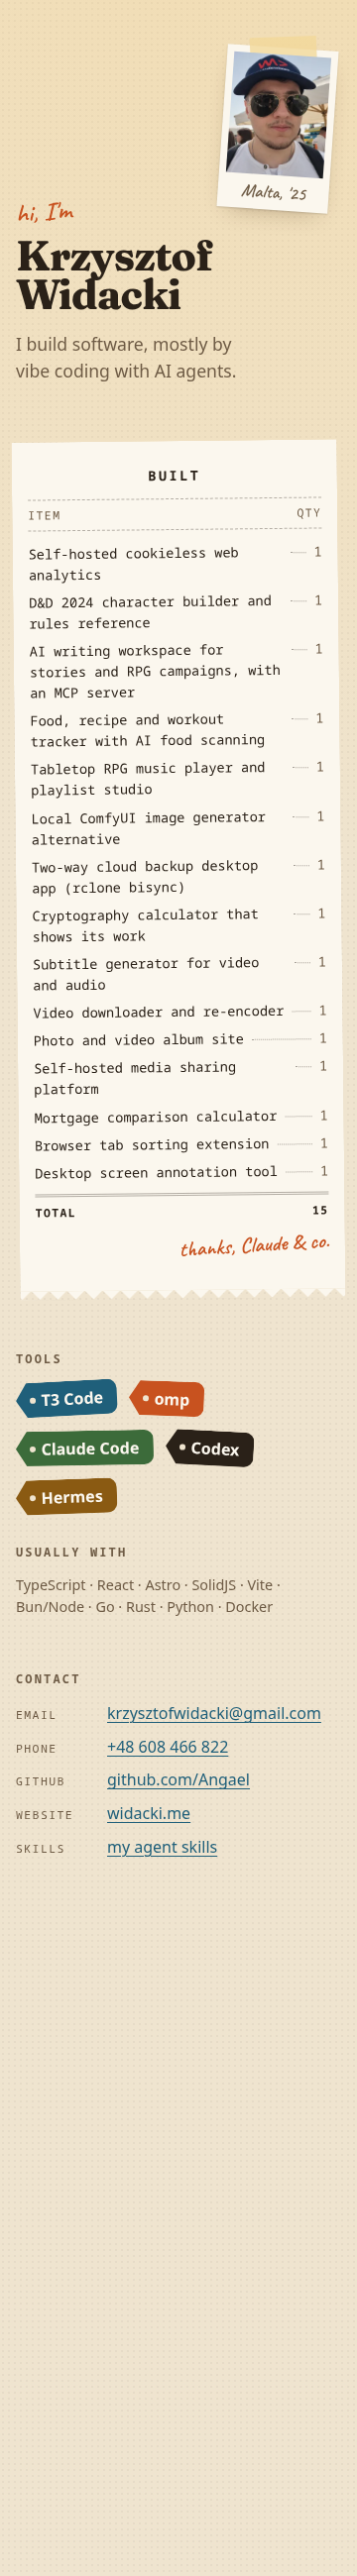 Malta, '25
hi, I'm
Krzysztof
Widacki
I build software, mostly by
vibe coding with AI agents.
BUILT
ITEM QTY
Self-hosted cookieless web 1
analytics
D&D 2024 character builder and 1
rules reference
AI writing workspace for 1
stories and RPG campaigns, with
an MCP server
Food, recipe and workout 1
tracker with AI food scanning
Tabletop RPG music player and 1
playlist studio
Local ComfyUI image generator 1
alternative
Two-way cloud backup desktop 1
app (rclone bisync)
Cryptography calculator that 1
shows its work
Subtitle generator for video 1
and audio
Video downloader and re-encoder 1
Photo and video album site 1
Self-hosted media sharing 1
platform
Mortgage comparison calculator 1
Browser tab sorting extension 1
Desktop screen annotation tool 1
TOTAL 15
thanks, Claude & co.
TOOLS
T3 Code omp
Claude Code Codex
Hermes
USUALLY WITH
TypeScript · React · Astro · SolidJS · Vite ·
Bun/Node · Go · Rust · Python · Docker
CONTACT
EMAIL krzysztofwidacki@gmail.com
PHONE +48 608 466 822
GITHUB github.com/Angael
WEBSITE widacki.me
SKILLS my agent skills